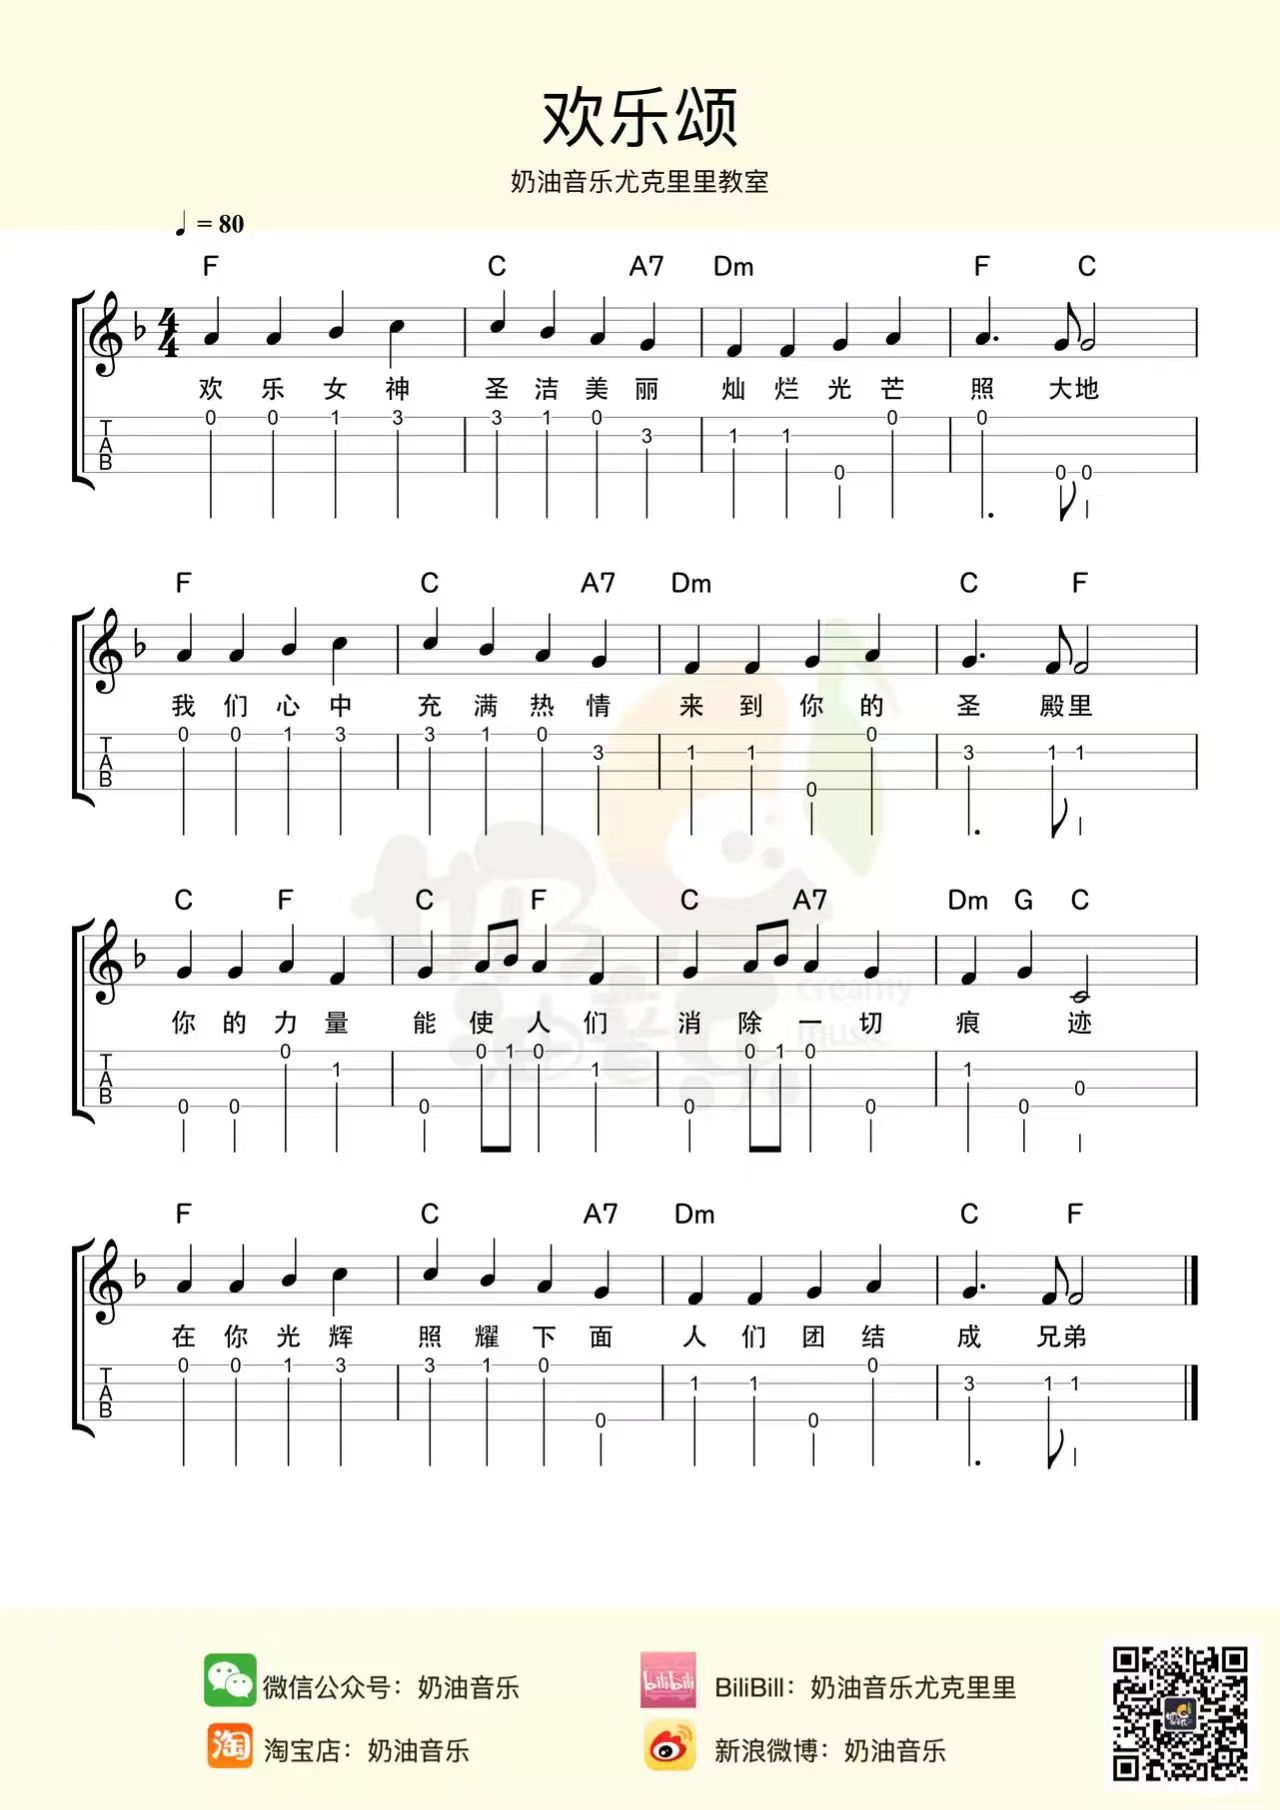 欢乐颂
奶油音乐尤克里里教室
♩ = 80
F C A7 Dm F C
4
4
欢 乐 女 神 圣 洁 美 丽 灿 烂 光 芒 照 大地
T
A
B
0 0 1 3 3 1 0 3 1 1 0 0 0 0 0
F C A7 Dm C F
我 们 心 中 充 满 热 情 来 到 你 的 圣 殿里
T
A
B
0 0 1 3 3 1 0 3 1 1 0 0 3 1 1
C F C F C A7 Dm G C
你 的 力 量 能 使 人 们 消 除 一 切 痕 迹
T
A
B
0 0 0 1 0 0 1 0 1 0 0 1 0 0 1 0 0
F C A7 Dm C F
在 你 光 辉 照 耀 下 面 人 们 团 结 成 兄弟
T
A
B
0 0 1 3 3 1 0 0 1 1 0 0 3 1 1
creamy
music
微信公众号：奶油音乐
bilibili
BiliBill：奶油音乐尤克里里
淘
淘宝店：奶油音乐
新浪微博：奶油音乐